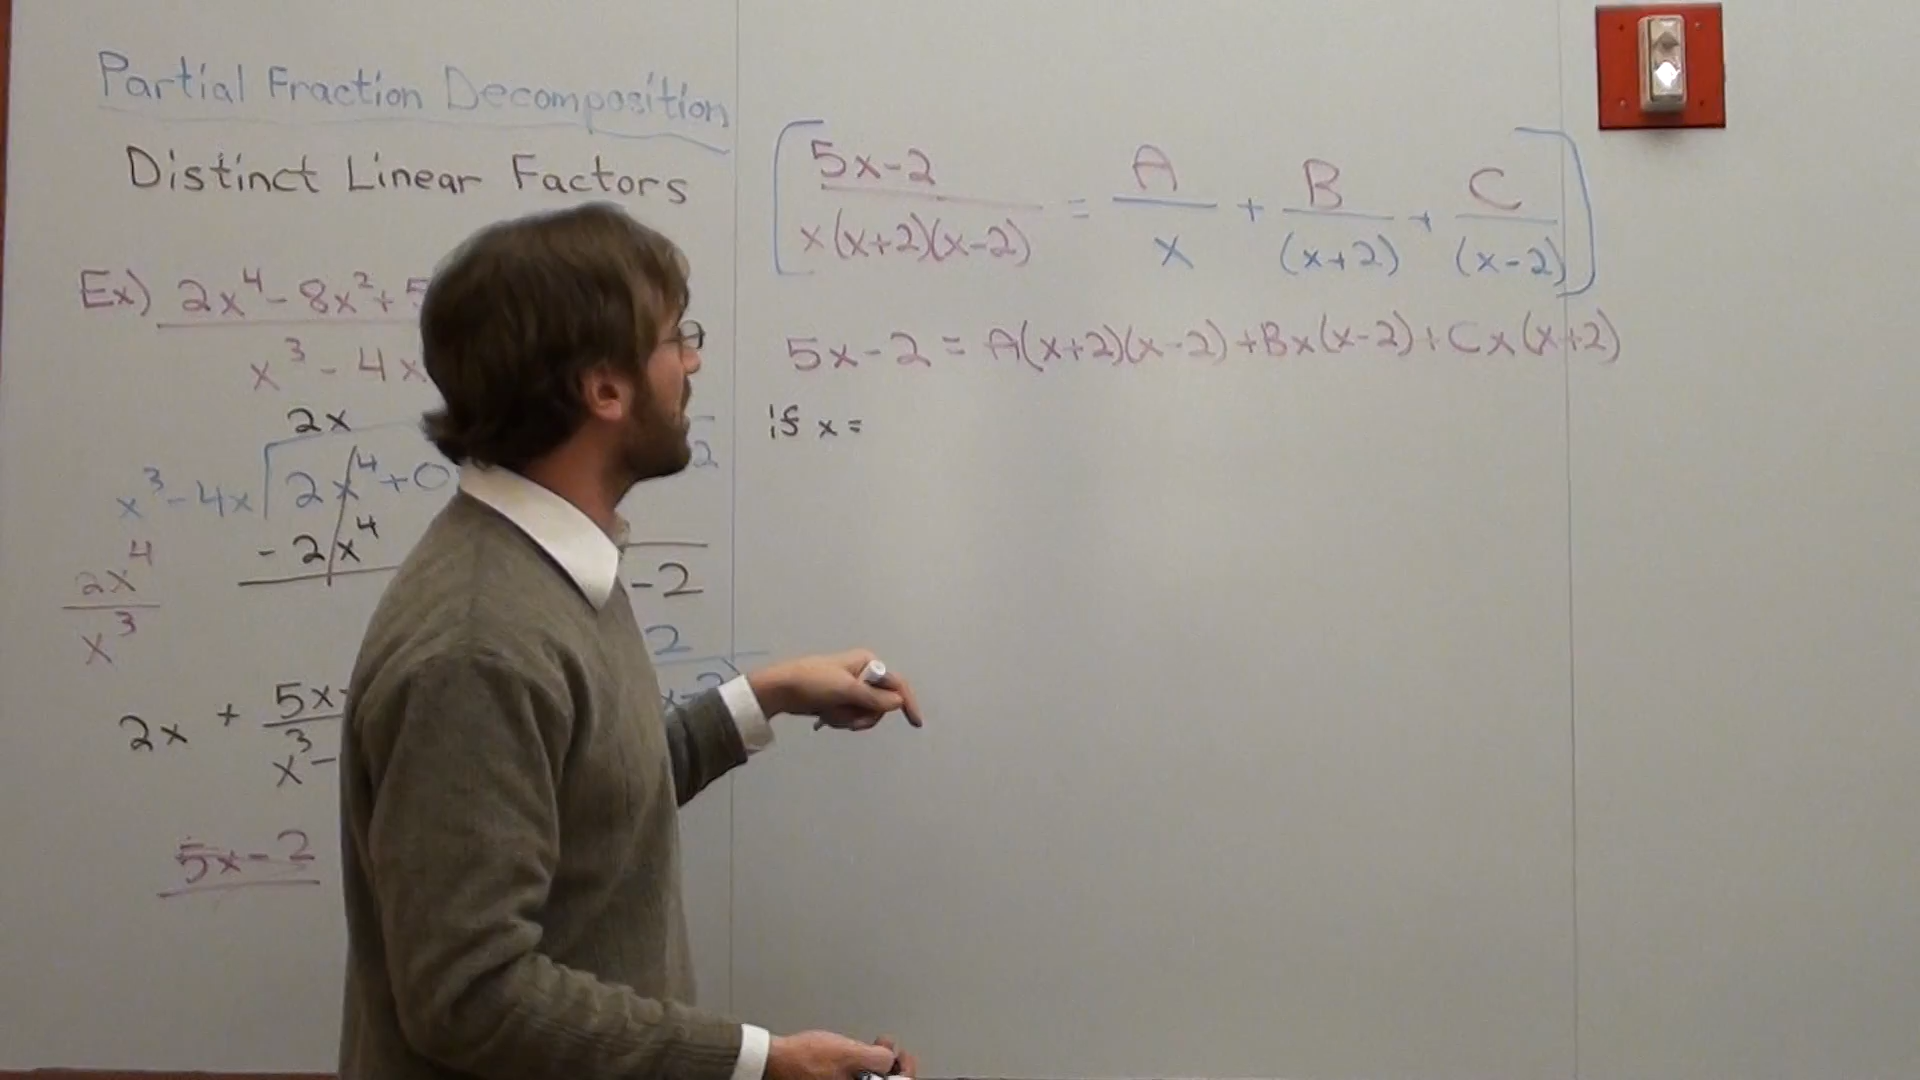 Partial Fraction Decomposition
Distinct Linear Factors
Ex) 2x⁴ - 8x² + 5
x³ - 4x
2x
x³ - 4x 2x⁴ + 0
2
- 2x⁴
-2
2x⁴
x³
2
x-2
2x + 5x-
x³ -
5x - 2
5x-2
x(x+2)(x-2)
= A + B + C
x (x+2) (x-2)
5x - 2 = A(x+2)(x-2) + Bx(x-2) + Cx(x+2)
if x =